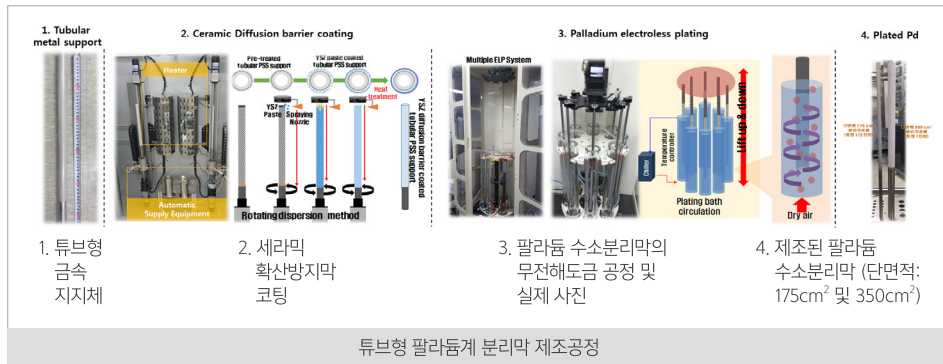 1. Tubular
metal support
2. Ceramic Diffusion barrier coating
3. Palladium electroless plating
4. Plated Pd
Heater
Automatic
Supply Equipment
Pre-treated
tubular PSS support
YSZ paste coated
tubular PSS support
Heat
treatment
YSZ
Paste
Spraying
Nozzle
YSZ diffusion barrier coated
tubular PSS support
Rotating dispersion method
Multiple ELP System
Chiller
Temperature
controller
Lift up & down
Plating bath
circulation
Dry air
1. 튜브형
금속
지지체
2. 세라믹
확산방지막
코팅
3. 팔라듐 수소분리막의
무전해도금 공정 및
실제 사진
4. 제조된 팔라듐
수소분리막 (단면적:
175cm² 및 350cm²)
튜브형 팔라듐계 분리막 제조공정